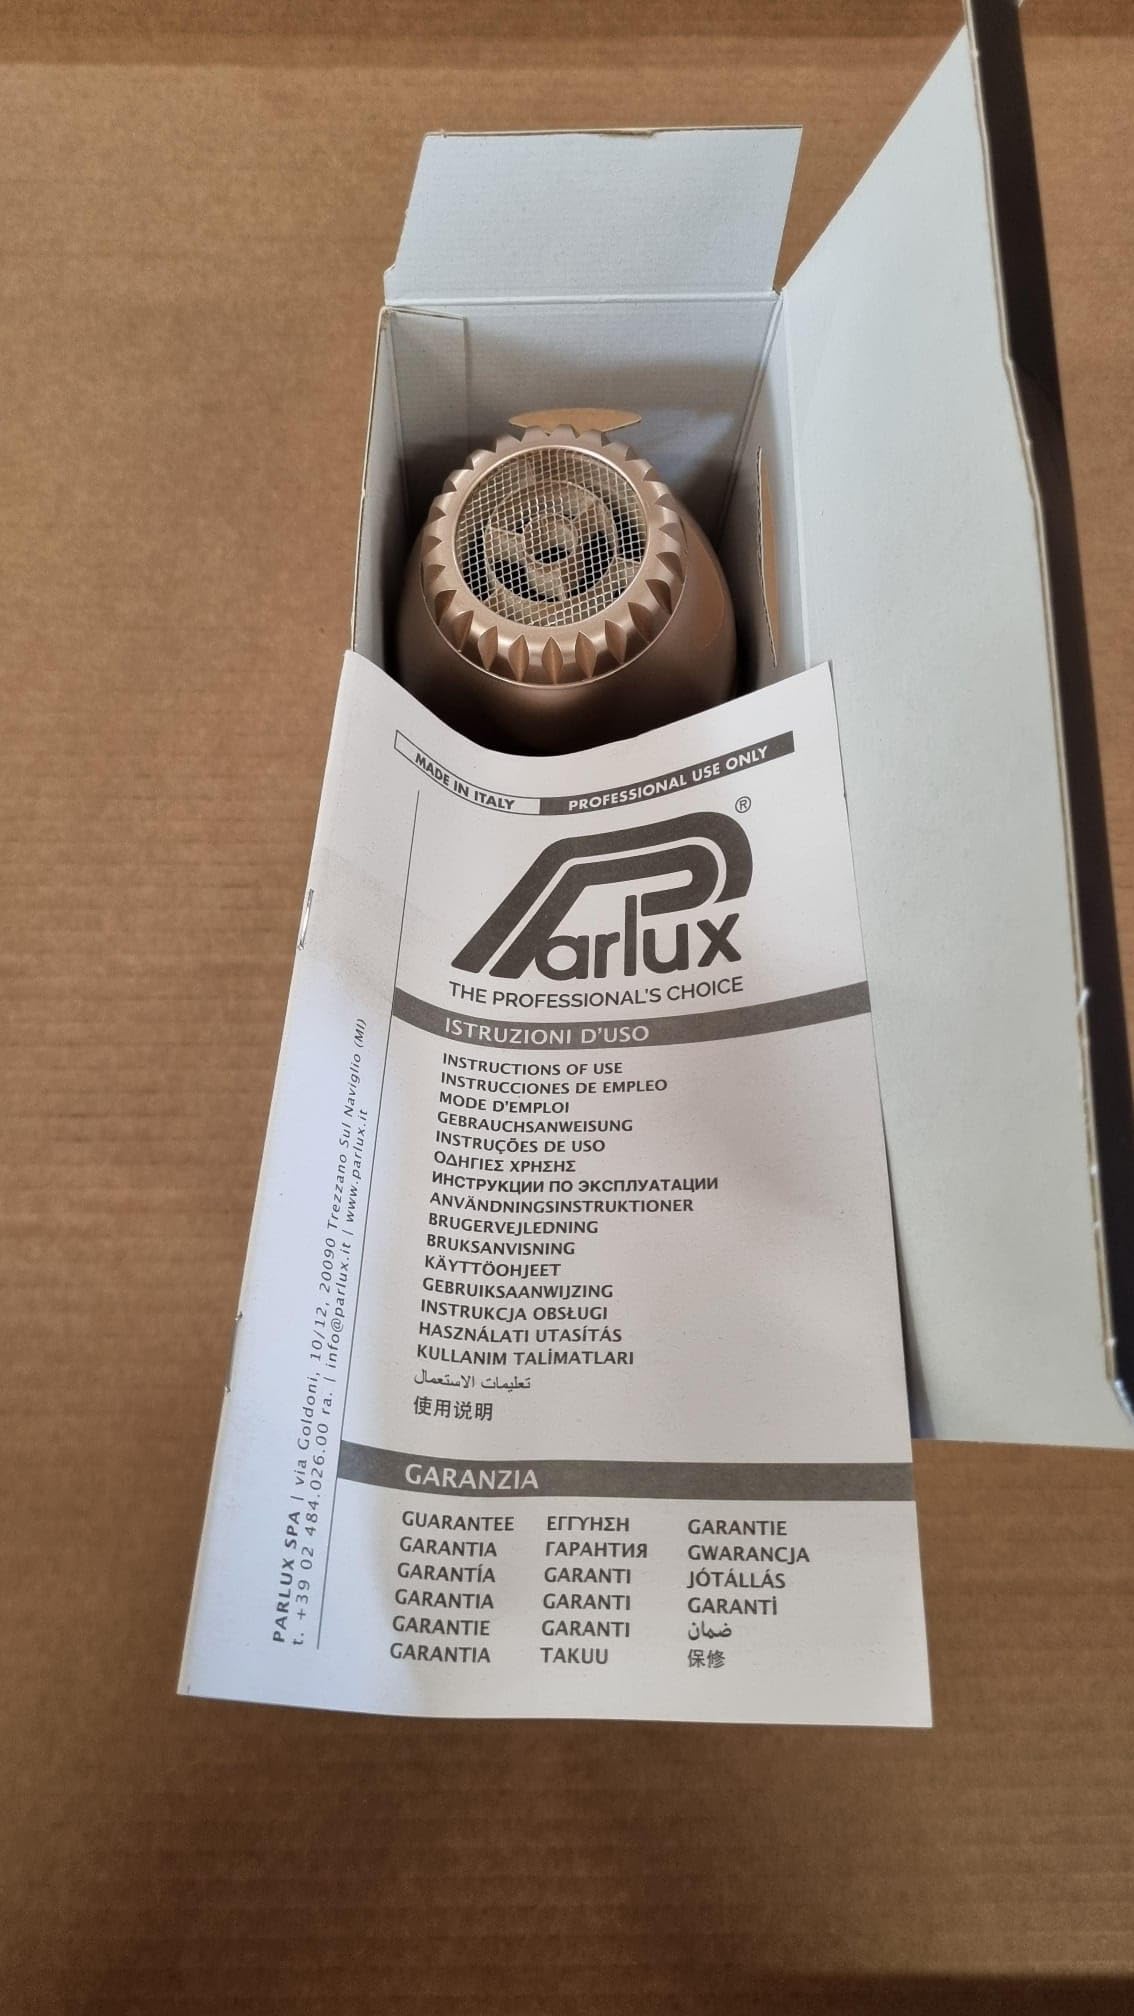 MADE IN ITALY
PROFESSIONAL USE ONLY
Parlux®
THE PROFESSIONAL'S CHOICE
ISTRUZIONI D'USO
INSTRUCTIONS OF USE
INSTRUCCIONES DE EMPLEO
MODE D'EMPLOI
GEBRAUCHSANWEISUNG
INSTRUÇÕES DE USO
ΟΔΗΓΙΕΣ ΧΡΗΣΗΣ
ИНСТРУКЦИИ ПО ЭКСПЛУАТАЦИИ
ANVÄNDNINGSINSTRUKTIONER
BRUGERVEJLEDNING
BRUKSANVISNING
KÄYTTÖOHJEET
GEBRUIKSAANWIJZING
INSTRUKCJA OBSŁUGI
HASZNÁLATI UTASÍTÁS
KULLANIM TALİMATLARI
تعليمات الاستعمال
使用说明
GARANZIA
GUARANTEE ΕΓΓΥΗΣΗ GARANTIE
GARANTIA ГАРАНТИЯ GWARANCJA
GARANTÍA GARANTI JÓTÁLLÁS
GARANTIA GARANTI GARANTİ
GARANTIE GARANTI ضمان
GARANTIA TAKUU 保修
PARLUX SPA | via Goldoni, 10/12, 20090 Trezzano Sul Naviglio (MI)
t. +39 02 484.026.00 ra. | info@parlux.it | www.parlux.it